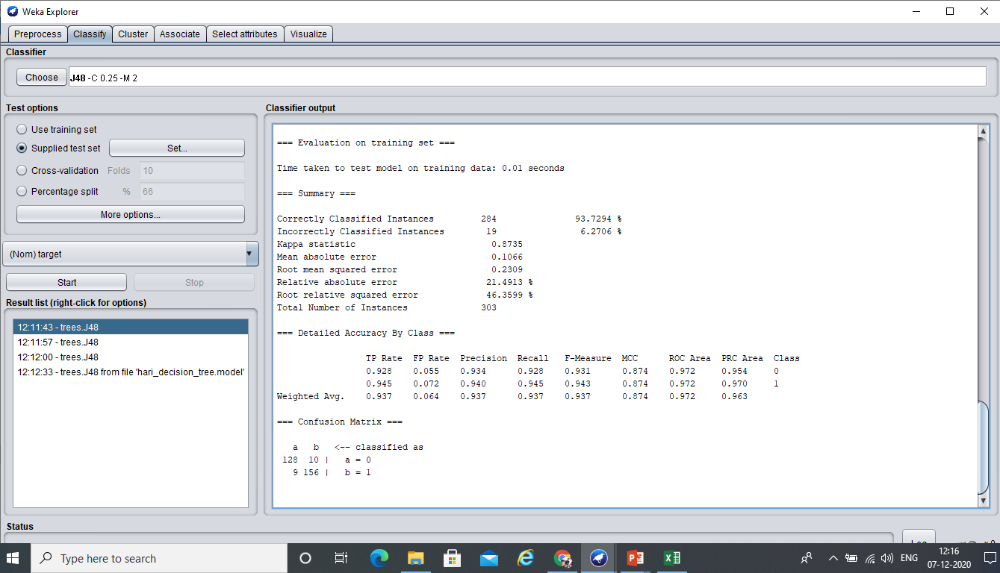 Weka Explorer
Preprocess Classify Cluster Associate Select attributes Visualize
Classifier
Choose J48 -C 0.25 -M 2
Test options
Use training set
Supplied test set Set...
Cross-validation Folds 10
Percentage split % 66
More options...
(Nom) target
Start Stop
Result list (right-click for options)
12:11:43 - trees.J48
12:11:57 - trees.J48
12:12:00 - trees.J48
12:12:33 - trees.J48 from file 'hari_decision_tree.model'
Classifier output
=== Evaluation on training set ===
Time taken to test model on training data: 0.01 seconds
=== Summary ===
Correctly Classified Instances 284 93.7294 %
Incorrectly Classified Instances 19 6.2706 %
Kappa statistic 0.8735
Mean absolute error 0.1066
Root mean squared error 0.2309
Relative absolute error 21.4913 %
Root relative squared error 46.3599 %
Total Number of Instances 303
=== Detailed Accuracy By Class ===
TP Rate FP Rate Precision Recall F-Measure MCC ROC Area PRC Area Class
0.928 0.055 0.934 0.928 0.931 0.874 0.972 0.954 0
0.945 0.072 0.940 0.945 0.943 0.874 0.972 0.970 1
Weighted Avg. 0.937 0.064 0.937 0.937 0.937 0.874 0.972 0.963
=== Confusion Matrix ===
a b <-- classified as
128 10 | a = 0
9 156 | b = 1
Status
Type here to search
ENG
12:16
07-12-2020